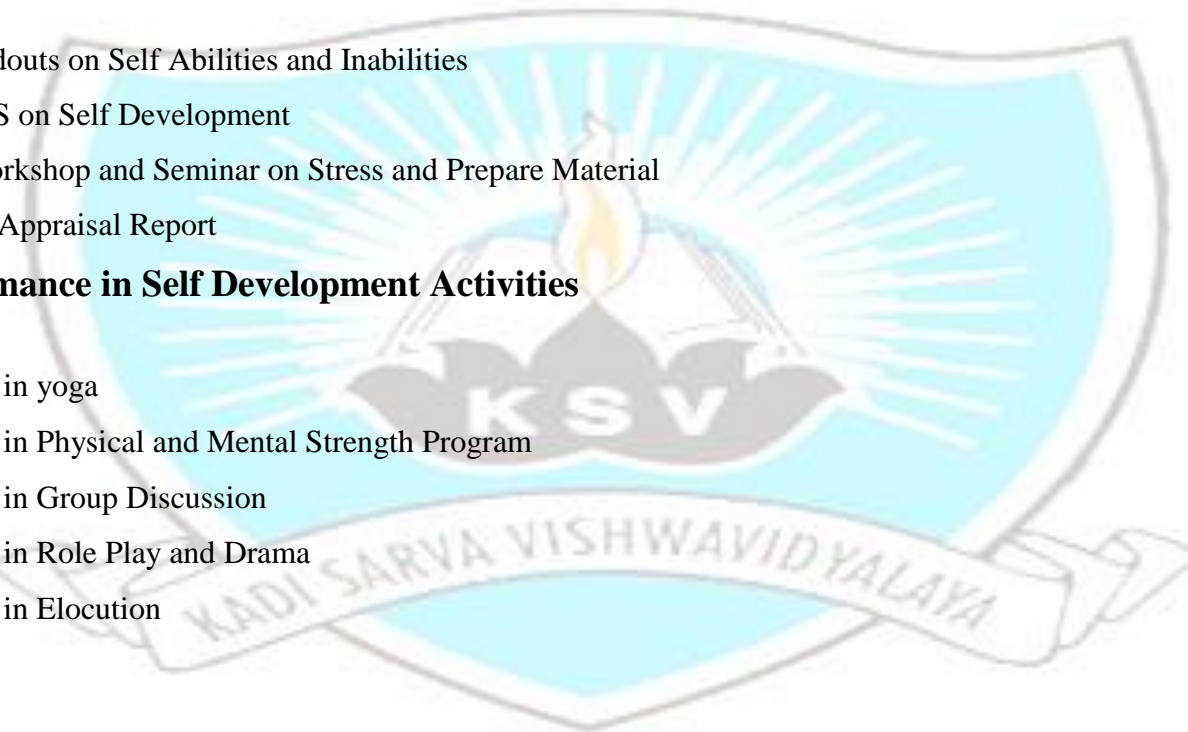 douts on Self Abilities and Inabilities
S on Self Development
orkshop and Seminar on Stress and Prepare Material
Appraisal Report
mance in Self Development Activities
in yoga
in Physical and Mental Strength Program
in Group Discussion
in Role Play and Drama
in Elocution
KSV
KADI SARVA VISHWAVIDYALAYA